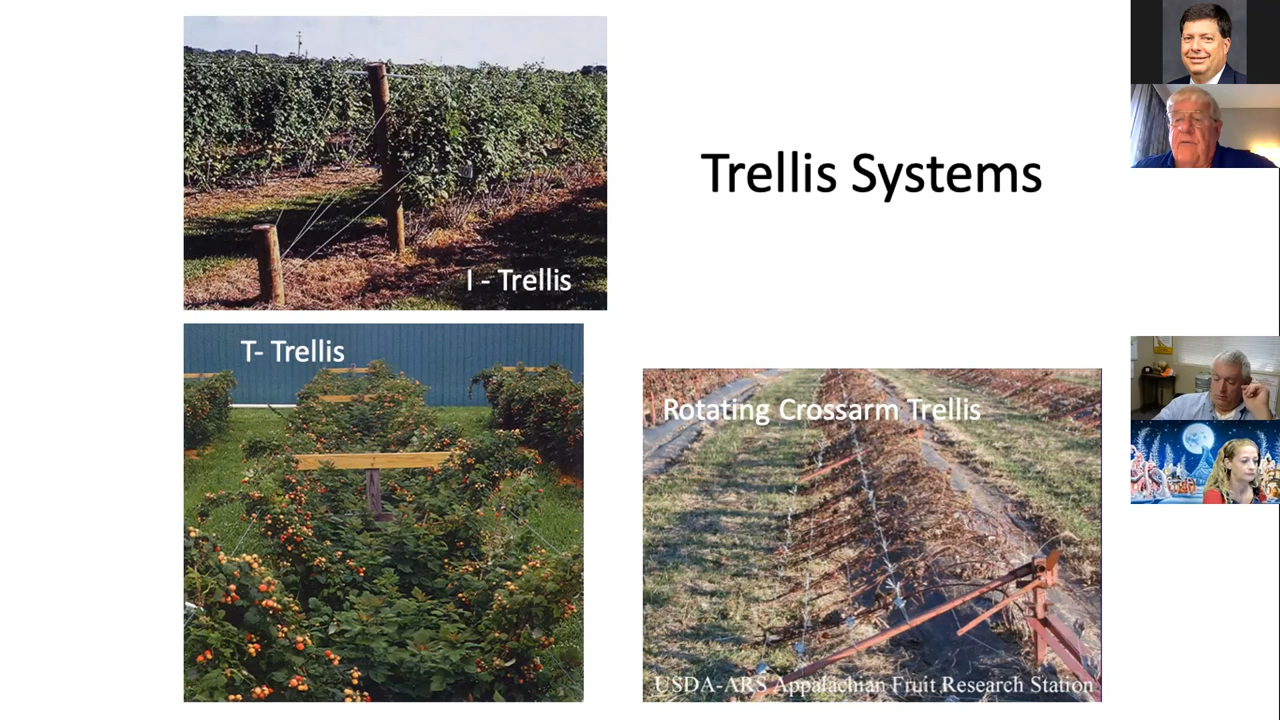 Trellis Systems
I - Trellis
T- Trellis
Rotating Crossarm Trellis
USDA-ARS Appalachian Fruit Research Station